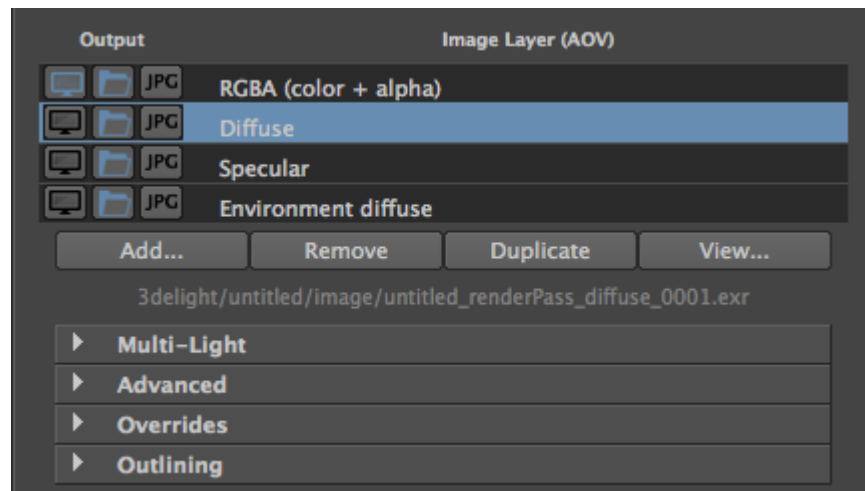 Output Image Layer (AOV)
JPG RGBA (color + alpha)
JPG Diffuse
JPG Specular
JPG Environment diffuse
Add... Remove Duplicate View...
3delight/untitled/image/untitled_renderPass_diffuse_0001.exr
Multi-Light
Advanced
Overrides
Outlining